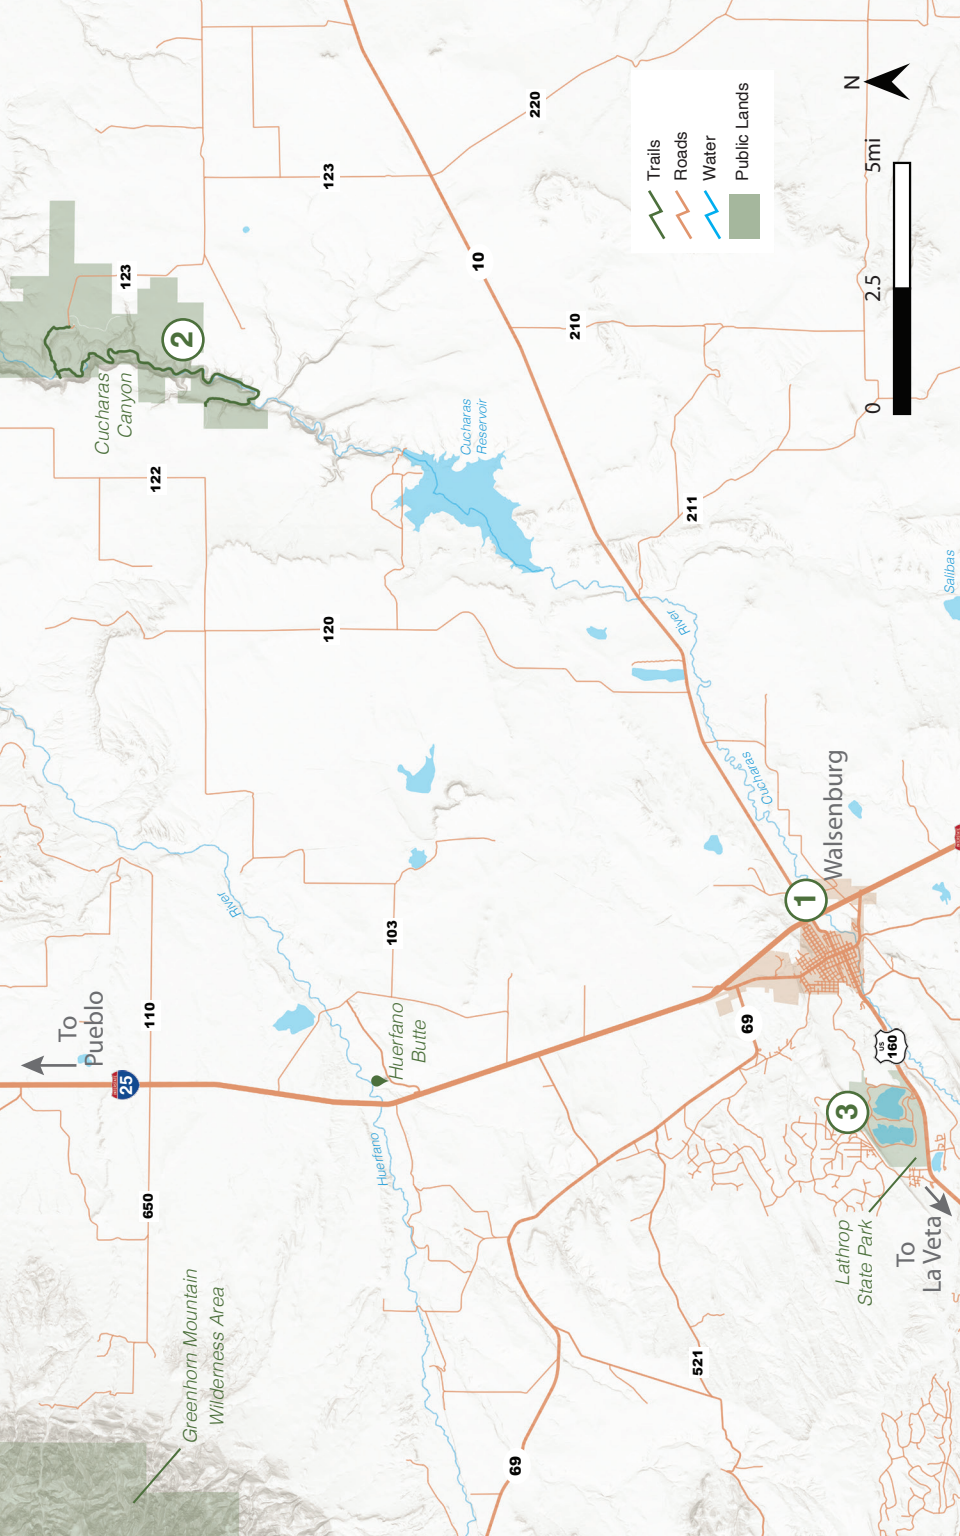 Greenhorn Mountain
Wilderness Area
650
To
Pueblo
110
INTERSTATE
25
Huerfano
Huerfano
Butte
River
103
69
521
69
120
122
Cucharas
Canyon
2
123
123
220
10
210
211
Cucharas
Reservoir
River
Cucharas
Walsenburg
1
US
160
3
Lathrop
State Park
To
La Veta
Salibas
Trails
Roads
Water
Public Lands
N
0
2.5
5mi